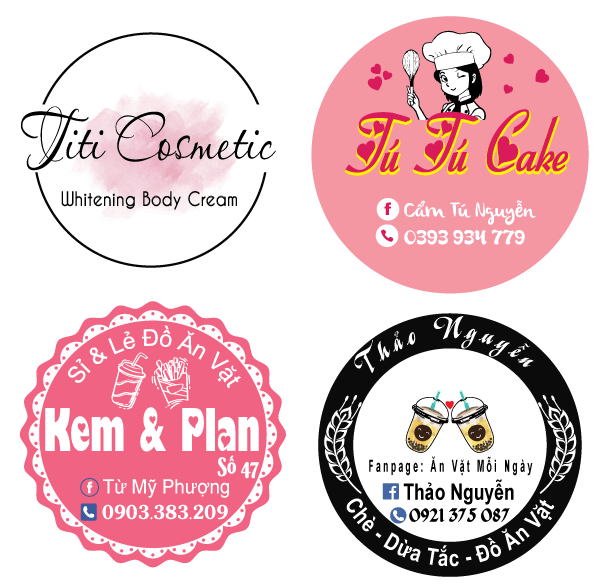 Titi Cosmetic
Whitening Body Cream
Tú Tú Cake
Cẩm Tú Nguyễn
0393 934 779
Sỉ & Lẻ Đồ Ăn Vặt
Kem & Plan
Số 47
Từ Mỹ Phượng
0903.383.209
Thảo Nguyễn
Fanpage: Ăn Vặt Mỗi Ngày
Thảo Nguyễn
0921 375 087
Chè - Dừa Tắc - Đồ Ăn Vặt